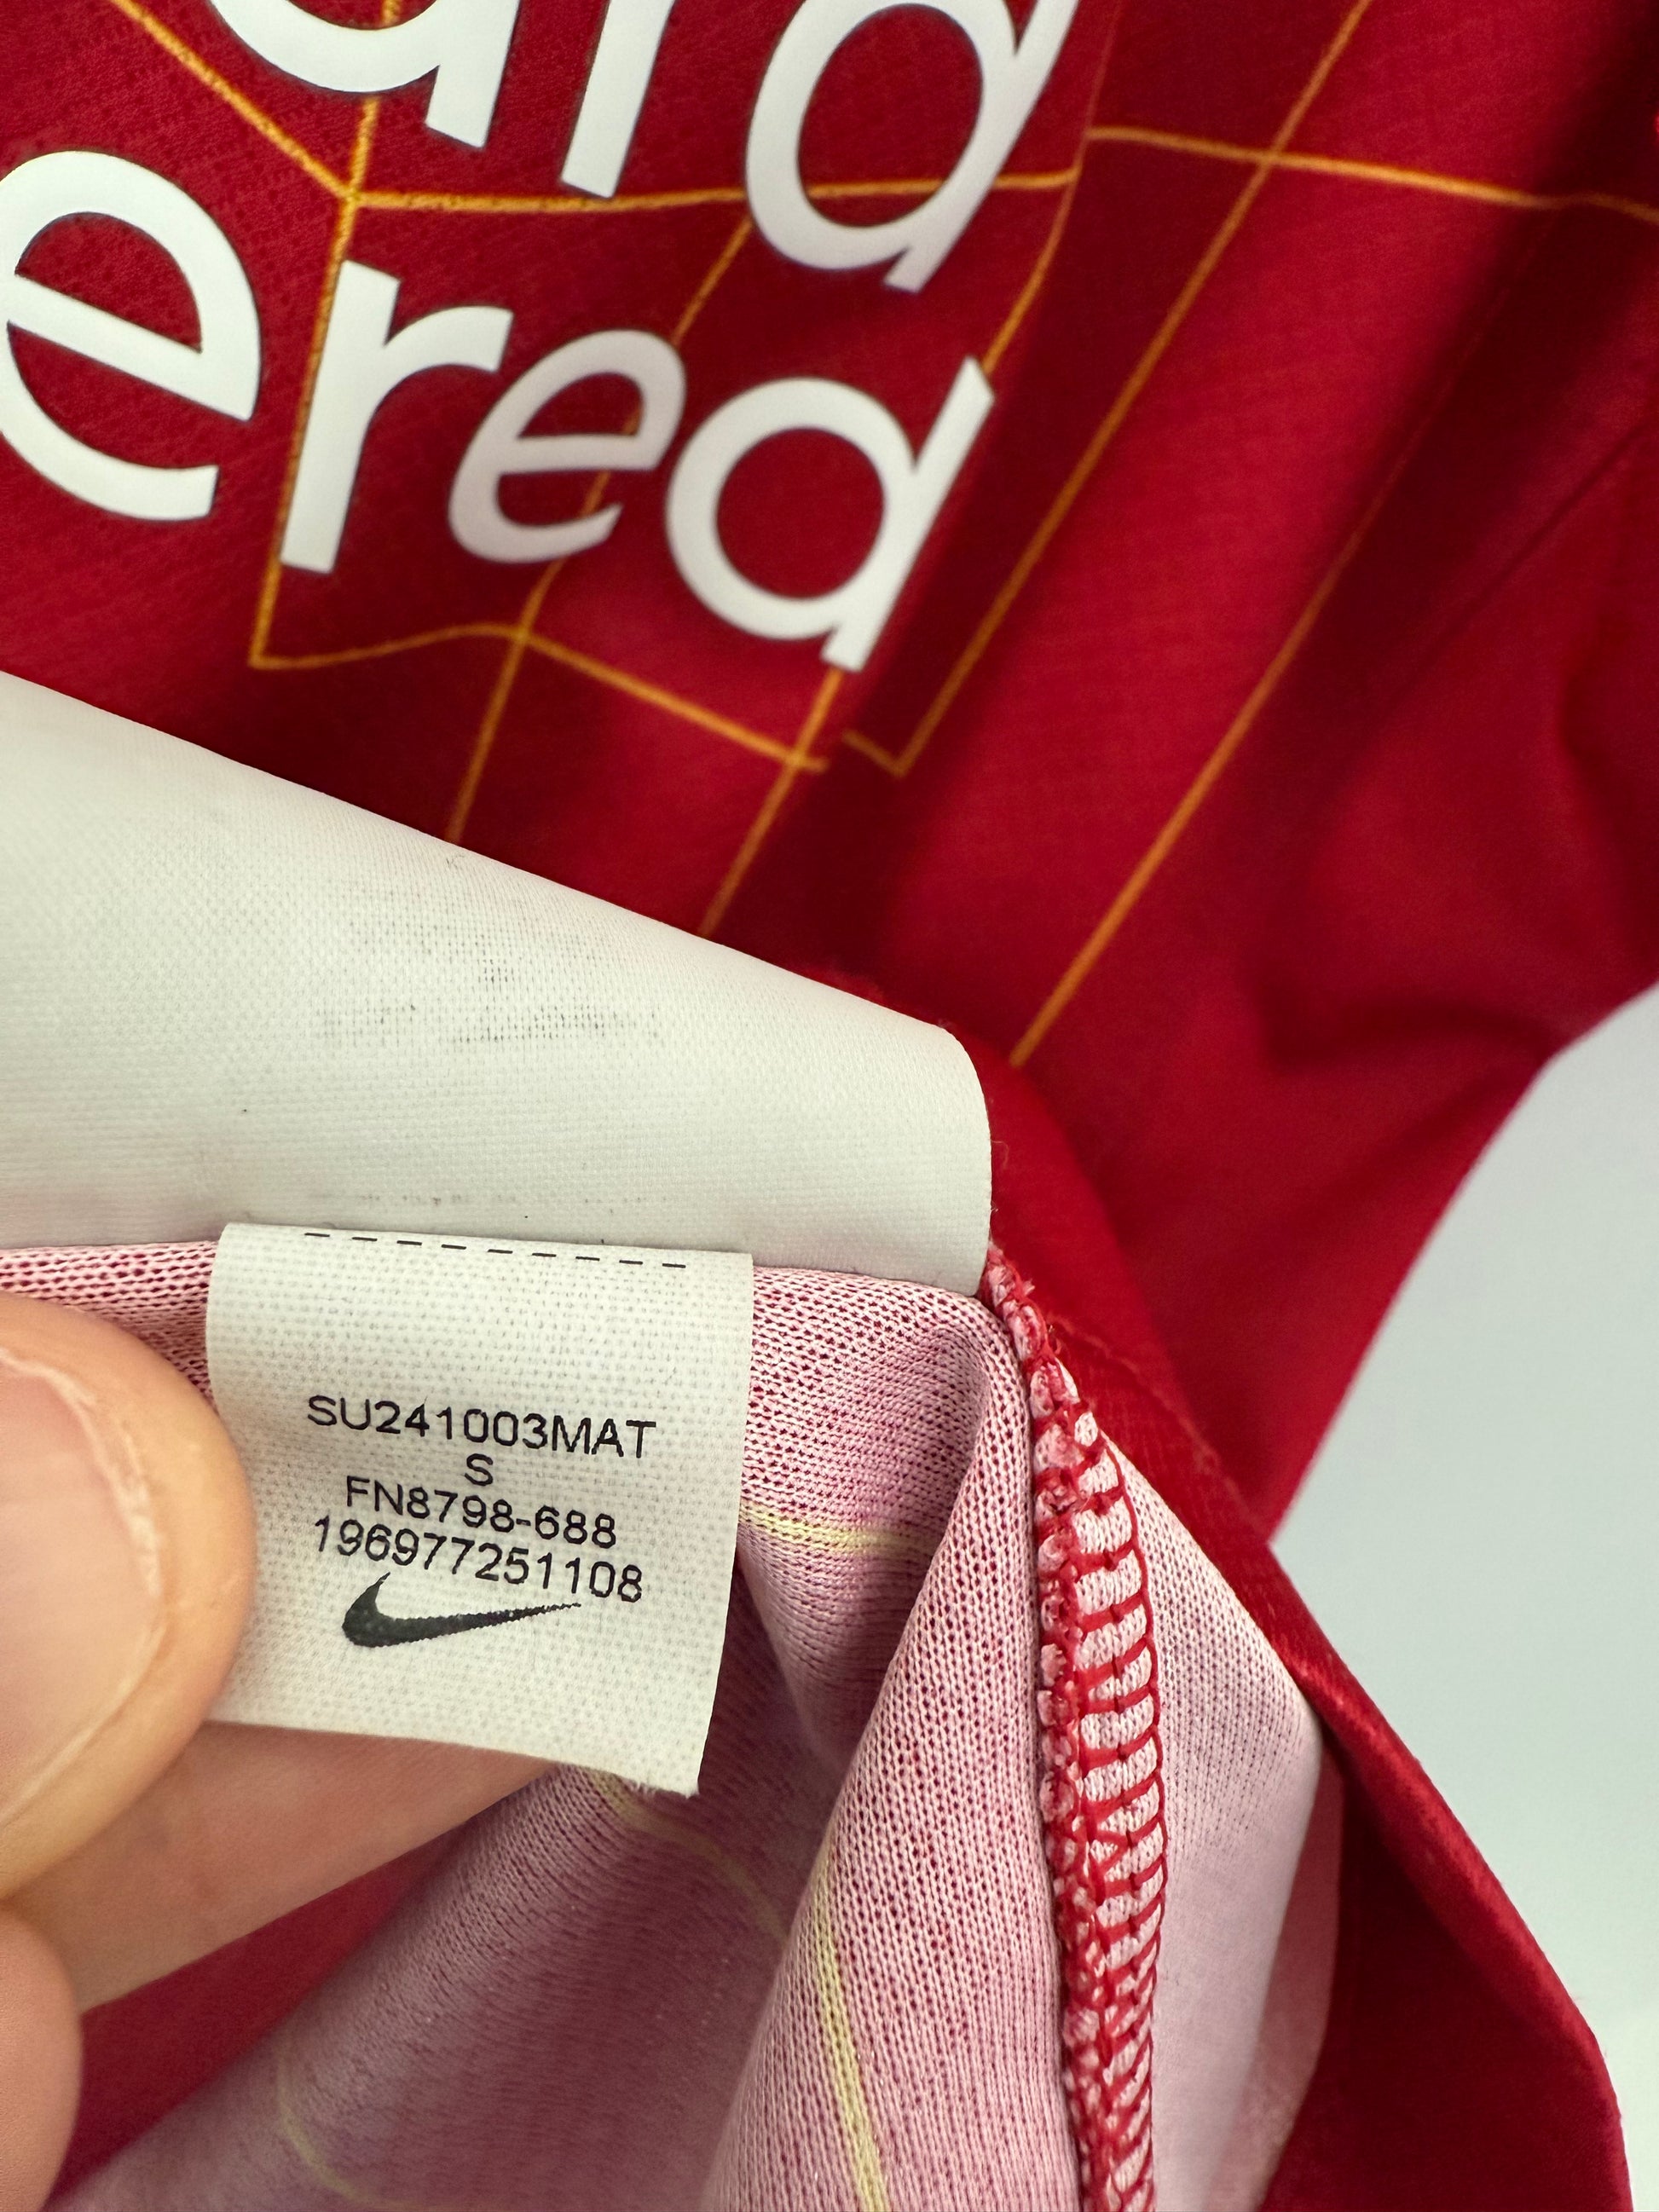 ard
ered
SU241003MAT
S
FN8798-688
196977251108